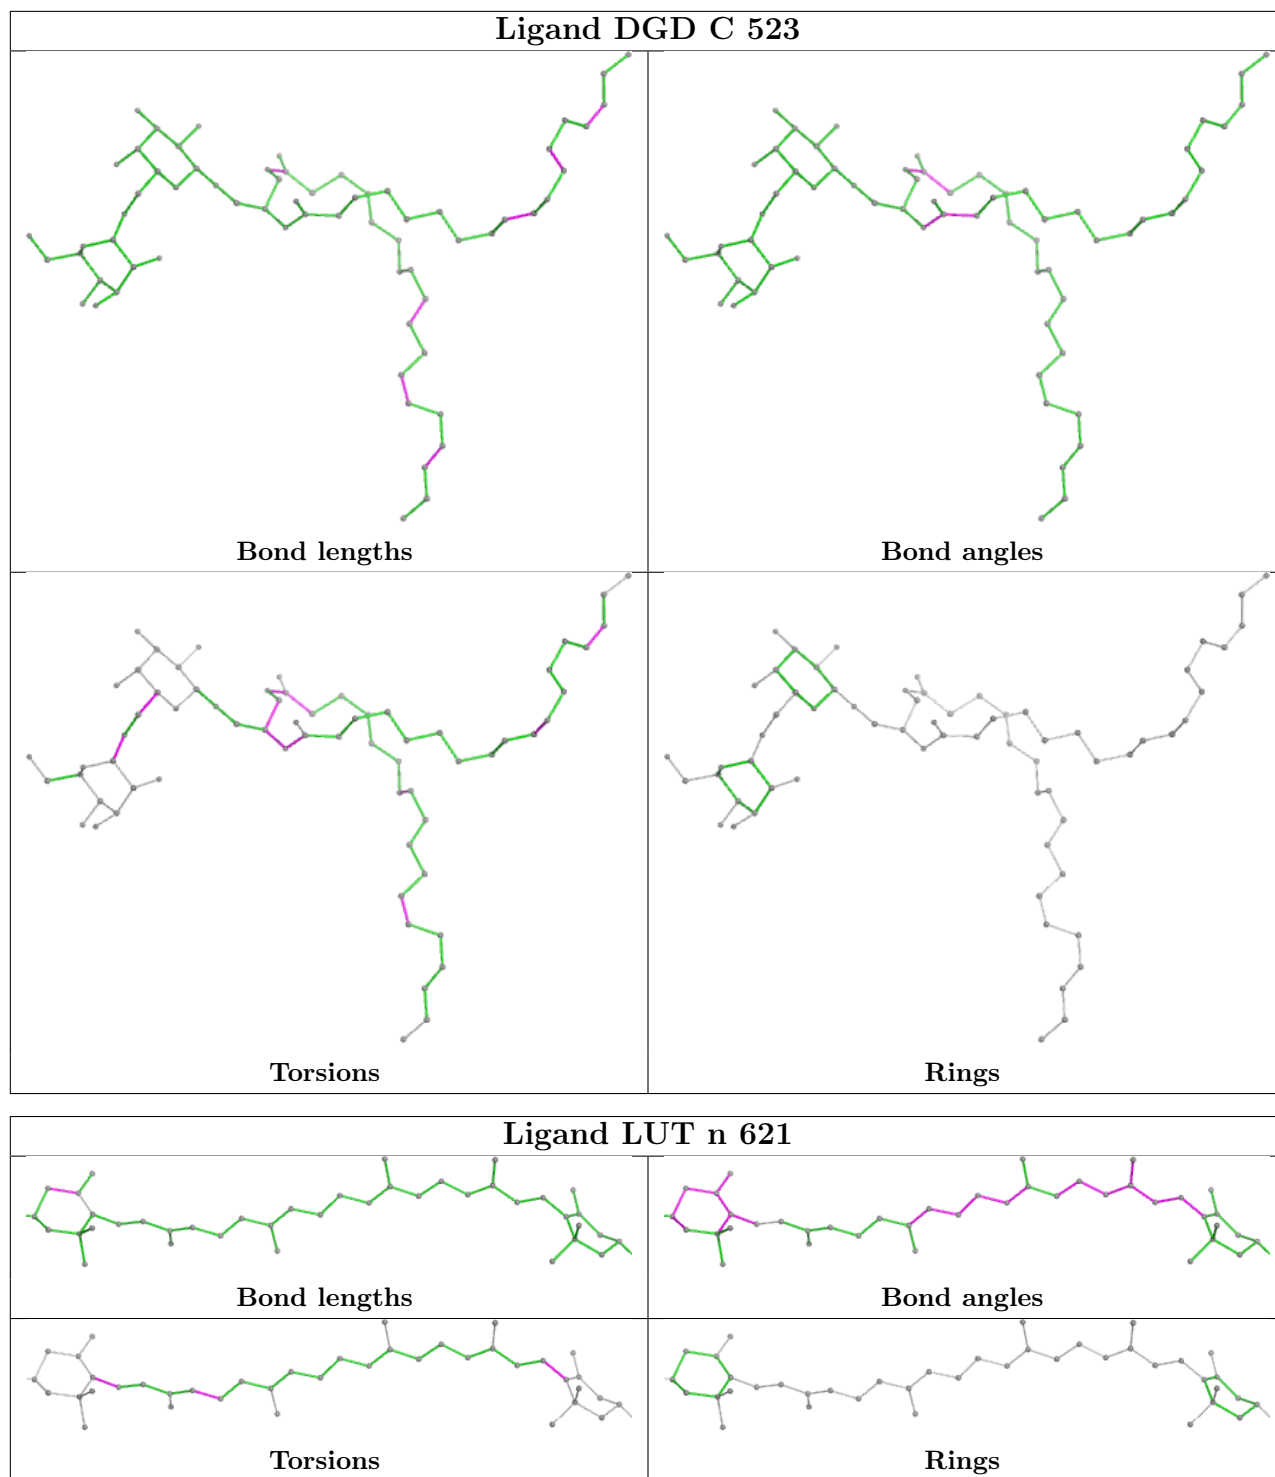 Ligand DGD C 523
Bond lengths
Bond angles
Torsions
Rings
Ligand LUT n 621
Bond lengths
Bond angles
Torsions
Rings